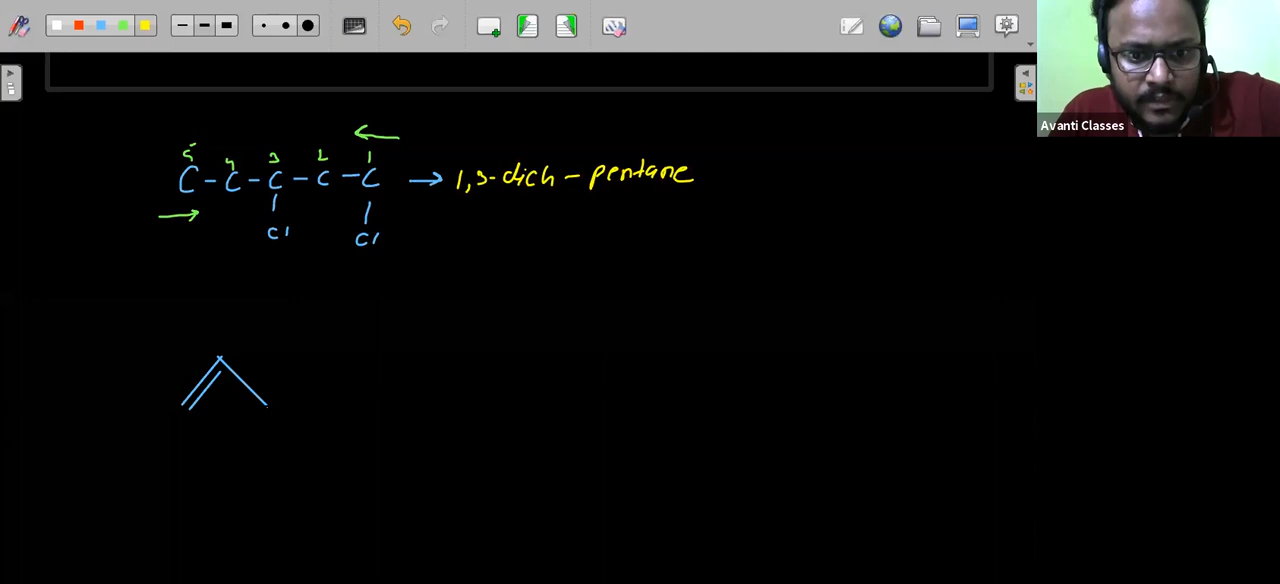 5 4 3 2 1
C - C - C - C - C → 1,3-dich - pentane
Cl Cl
Avanti Classes